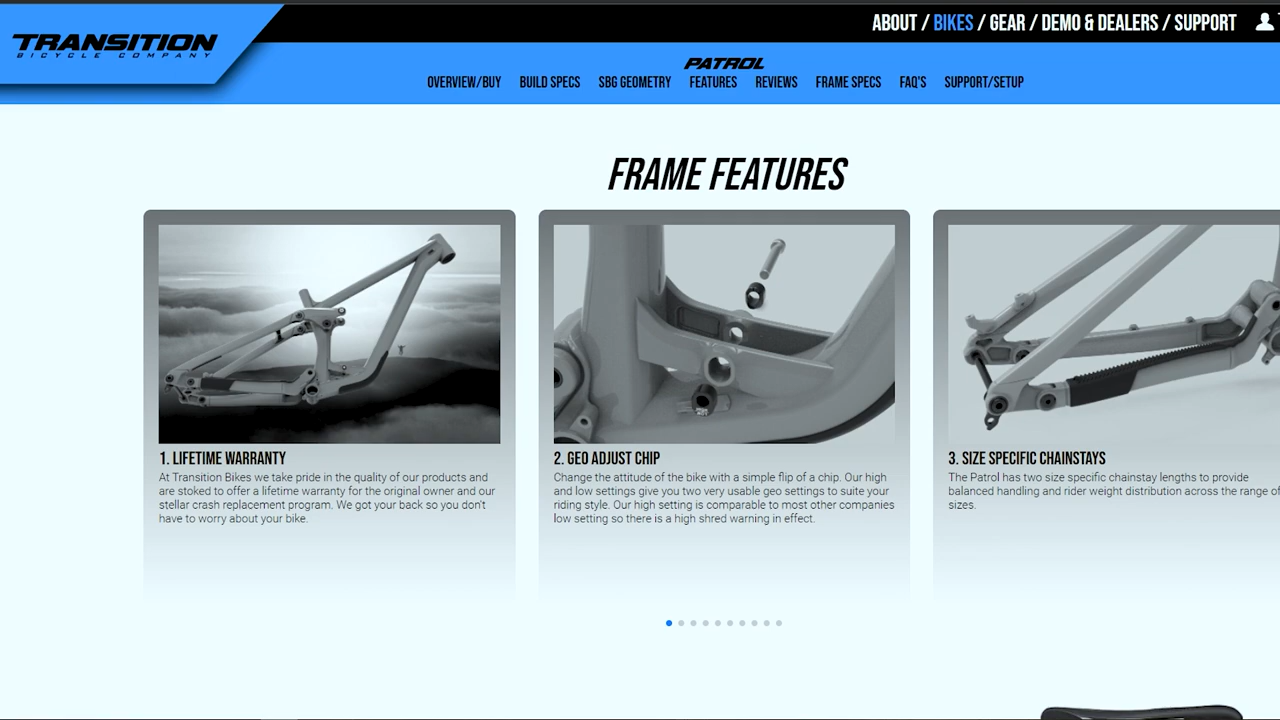 TRANSITION
BICYCLE COMPANY
ABOUT / BIKES / GEAR / DEMO & DEALERS / SUPPORT
PATROL
OVERVIEW/BUY BUILD SPECS SBG GEOMETRY FEATURES REVIEWS FRAME SPECS FAQ'S SUPPORT/SETUP
FRAME FEATURES
1. LIFETIME WARRANTY
At Transition Bikes we take pride in the quality of our products and
are stoked to offer a lifetime warranty for the original owner and our
stellar crash replacement program. We got your back so you don't
have to worry about your bike.
2. GEO ADJUST CHIP
Change the attitude of the bike with a simple flip of a chip. Our high
and low settings give you two very usable geo settings to suite your
riding style. Our high setting is comparable to most other companies
low setting so there is a high shred warning in effect.
3. SIZE SPECIFIC CHAINSTAYS
The Patrol has two size specific chainstay lengths to provide
balanced handling and rider weight distribution across the range of
sizes.